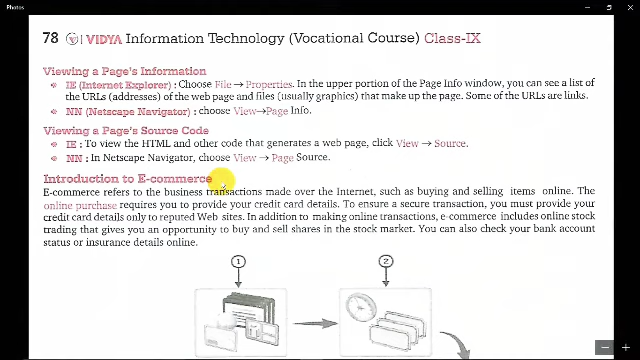 Photos
78 VIDYA Information Technology (Vocational Course) Class-IX
Viewing a Page's Information
IE (Internet Explorer) : Choose File → Properties. In the upper portion of the Page Info window, you can see a list of
the URLs (addresses) of the web page and files (usually graphics) that make up the page. Some of the URLs are links.
NN (Netscape Navigator) : choose View→Page Info.
Viewing a Page's Source Code
IE : To view the HTML and other code that generates a web page, click View → Source.
NN : In Netscape Navigator, choose View → Page Source.
Introduction to E-commerce
E-commerce refers to the business transactions made over the Internet, such as buying and selling items online. The
online purchase requires you to provide your credit card details. To ensure a secure transaction, you must provide your
credit card details only to reputed Web sites. In addition to making online transactions, e-commerce includes online stock
trading that gives you an opportunity to buy and sell shares in the stock market. You can also check your bank account
status or insurance details online.
1 2